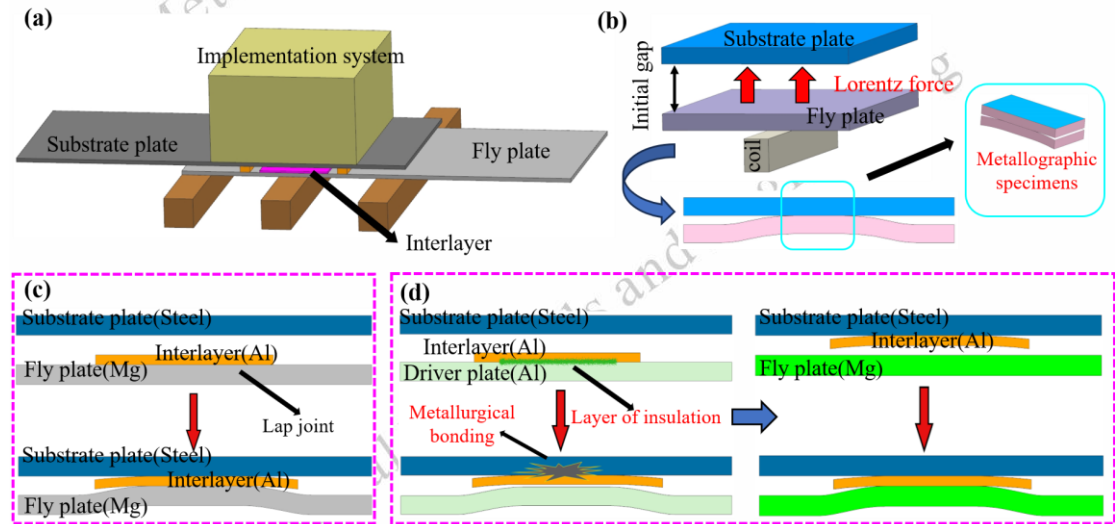 (a)
Implementation system
Substrate plate
Fly plate
Interlayer
(b)
Substrate plate
Initial gap
Lorentz force
Fly plate
coil
Metallographic
specimens
(c)
Substrate plate(Steel)
Interlayer(Al)
Fly plate(Mg)
Lap joint
Substrate plate(Steel)
Interlayer(Al)
Fly plate(Mg)
(d)
Substrate plate(Steel)
Interlayer(Al)
Driver plate(Al)
Metallurgical
bonding
Layer of insulation
Substrate plate(Steel)
Interlayer(Al)
Fly plate(Mg)